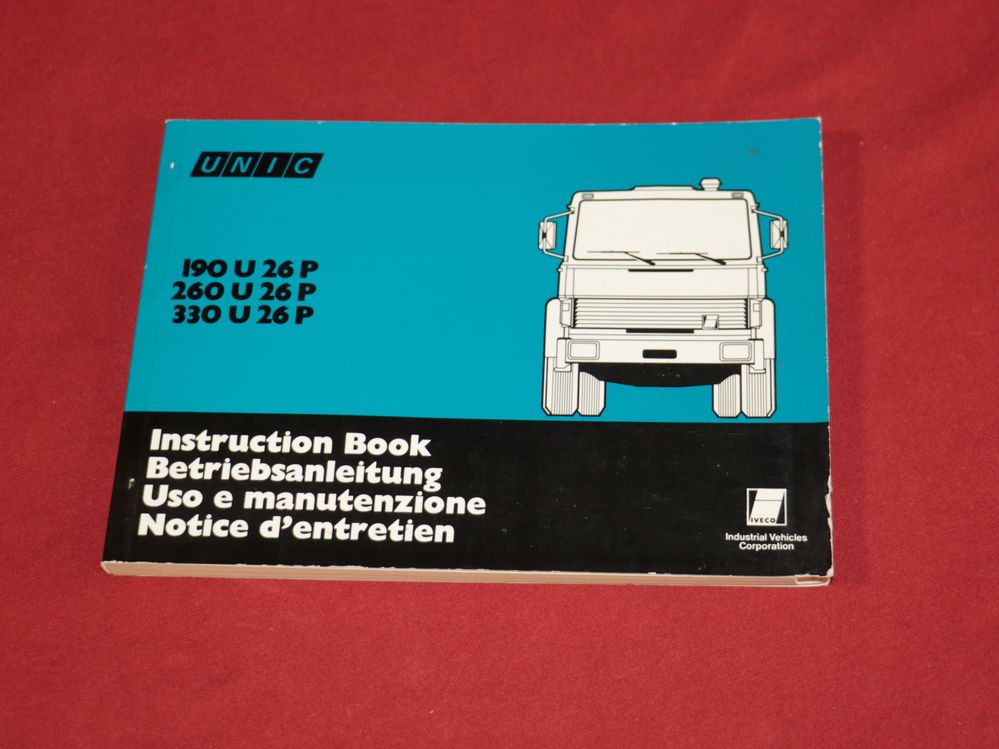 UNIC
190 U 26 P
260 U 26 P
330 U 26 P
Instruction Book
Betriebsanleitung
Uso e manutenzione
Notice d'entretien
IVECO
Industrial Vehicles
Corporation